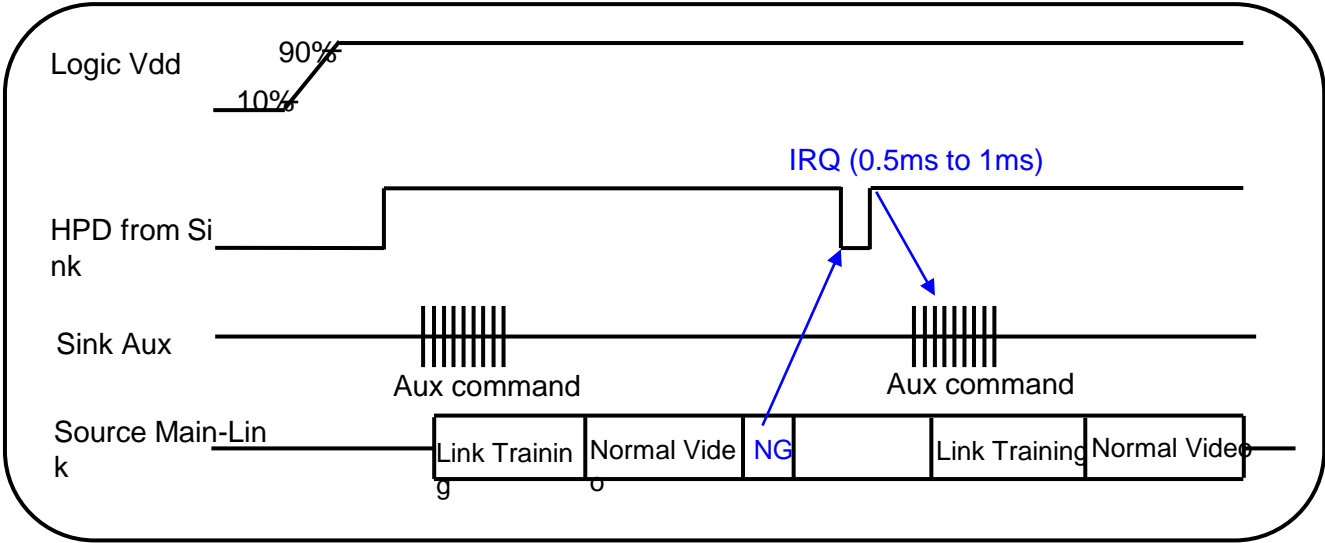 Logic Vdd
90%
10%
IRQ (0.5ms to 1ms)
HPD from Si
nk
Sink Aux
Aux command
Aux command
Source Main-Lin
k
Link Trainin
g
Normal Vide
o
NG
Link Training
Normal Video